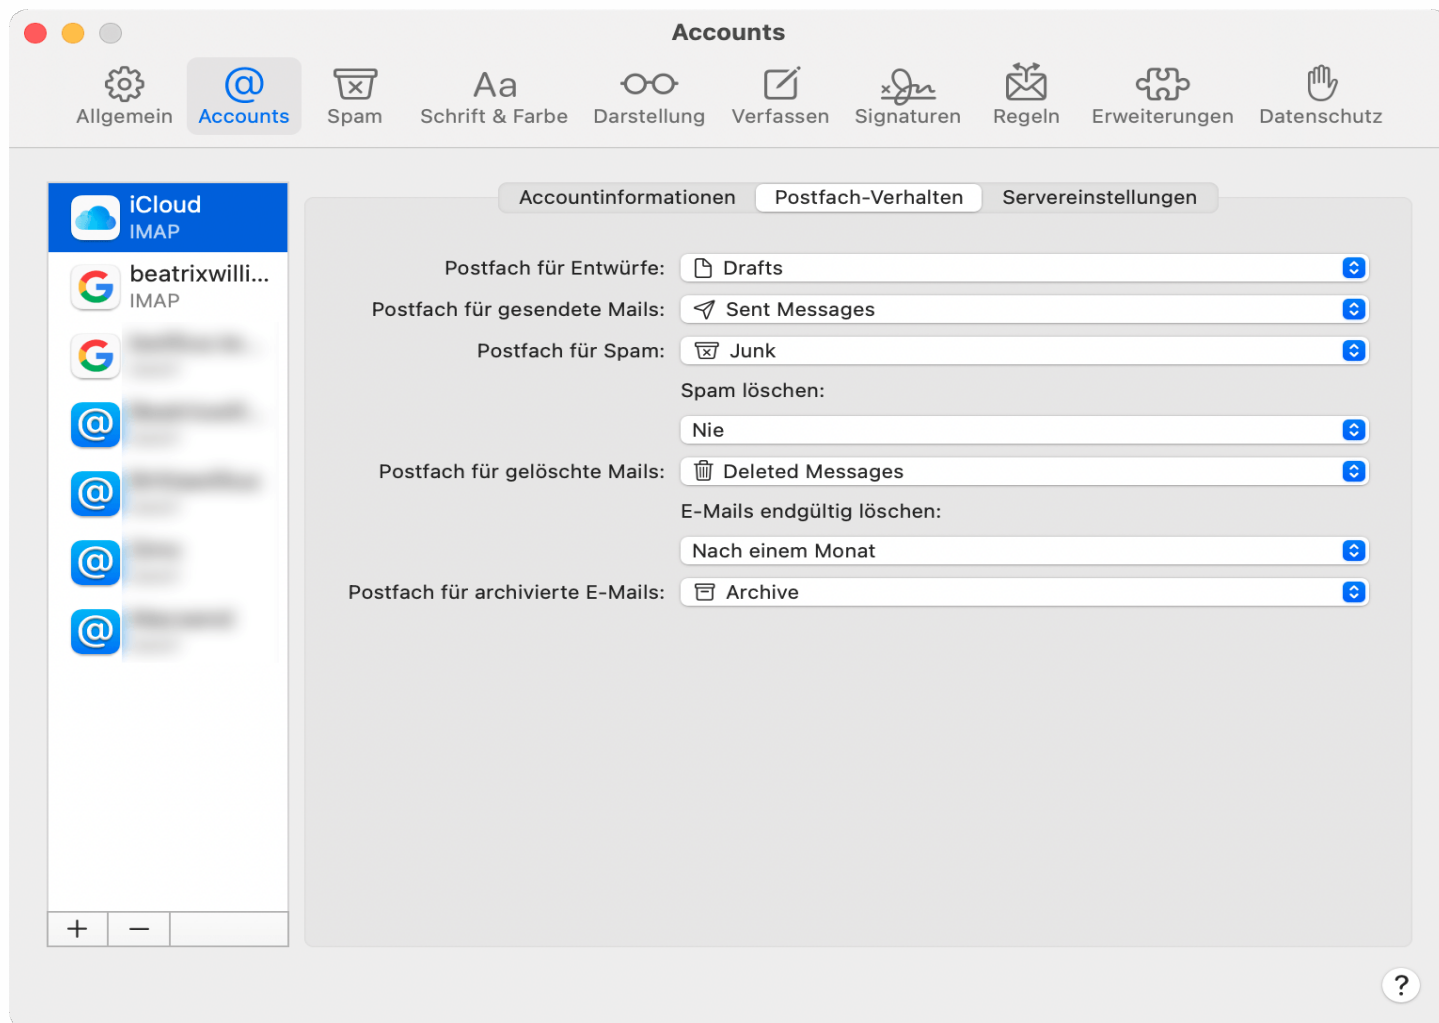 Accounts
Allgemein
Accounts
Spam
Aa
Schrift & Farbe
Darstellung
Verfassen
Signaturen
Regeln
Erweiterungen
Datenschutz
iCloud
IMAP
beatrixwilli...
IMAP
Accountinformationen
Postfach-Verhalten
Servereinstellungen
Postfach für Entwürfe: Drafts
Postfach für gesendete Mails: Sent Messages
Postfach für Spam: Junk
Spam löschen:
Nie
Postfach für gelöschte Mails: Deleted Messages
E-Mails endgültig löschen:
Nach einem Monat
Postfach für archivierte E-Mails: Archive
?